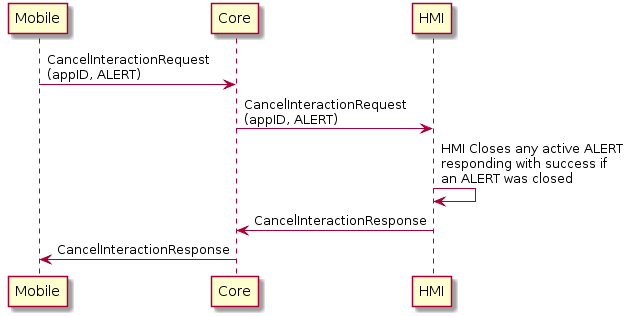 Mobile
Core
HMI
CancelInteractionRequest
(appID, ALERT)
CancelInteractionRequest
(appID, ALERT)
HMI Closes any active ALERT
responding with success if
an ALERT was closed
CancelInteractionResponse
CancelInteractionResponse
Mobile
Core
HMI